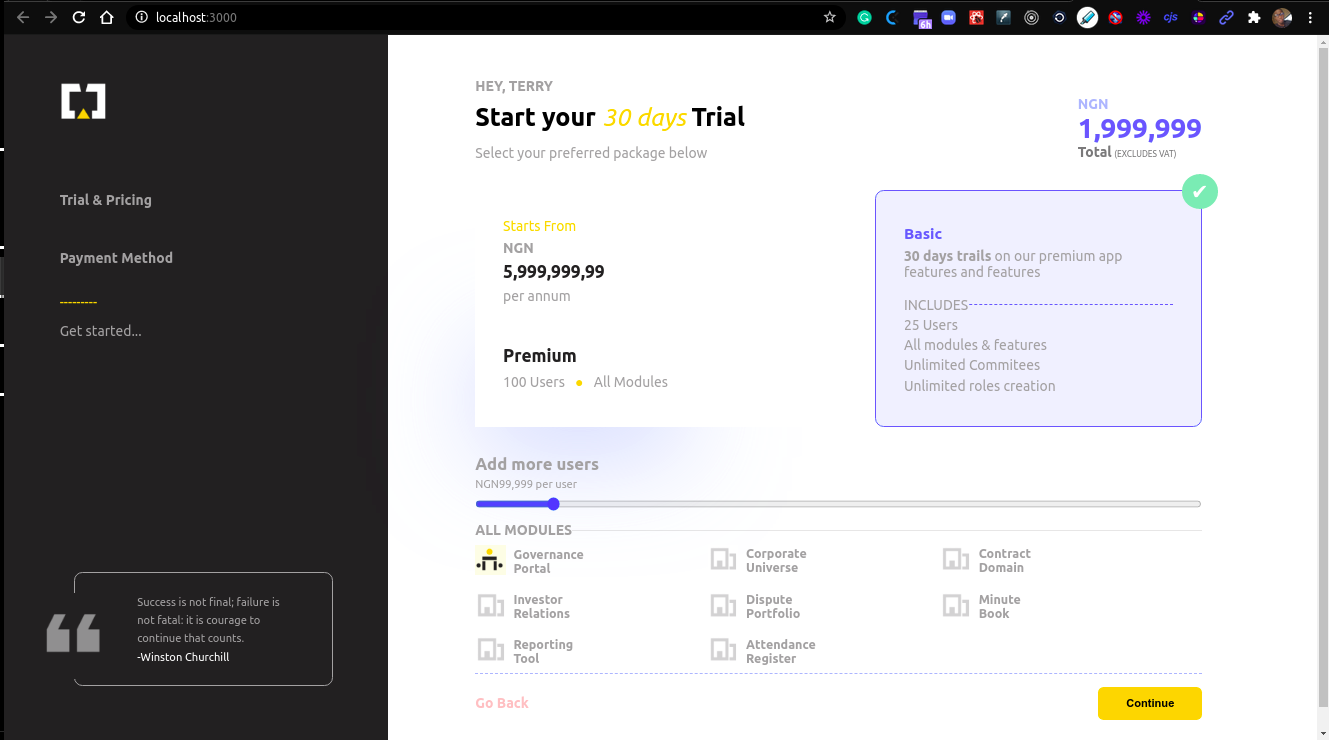 localhost:3000
6h
cjs
HEY, TERRY
Start your 30 days Trial
Select your preferred package below
NGN
1,999,999
Total (EXCLUDES VAT)
Trial & Pricing
Payment Method
---------
Get started...
Starts From
NGN
5,999,999,99
per annum
Premium
100 Users • All Modules
✔
Basic
30 days trails on our premium app
features and features
INCLUDES
25 Users
All modules & features
Unlimited Commitees
Unlimited roles creation
Add more users
NGN99,999 per user
ALL MODULES
Governance
Portal
Corporate
Universe
Contract
Domain
Investor
Relations
Dispute
Portfolio
Minute
Book
Reporting
Tool
Attendance
Register
Success is not final; failure is
not fatal: it is courage to
continue that counts.
-Winston Churchill
Go Back
Continue